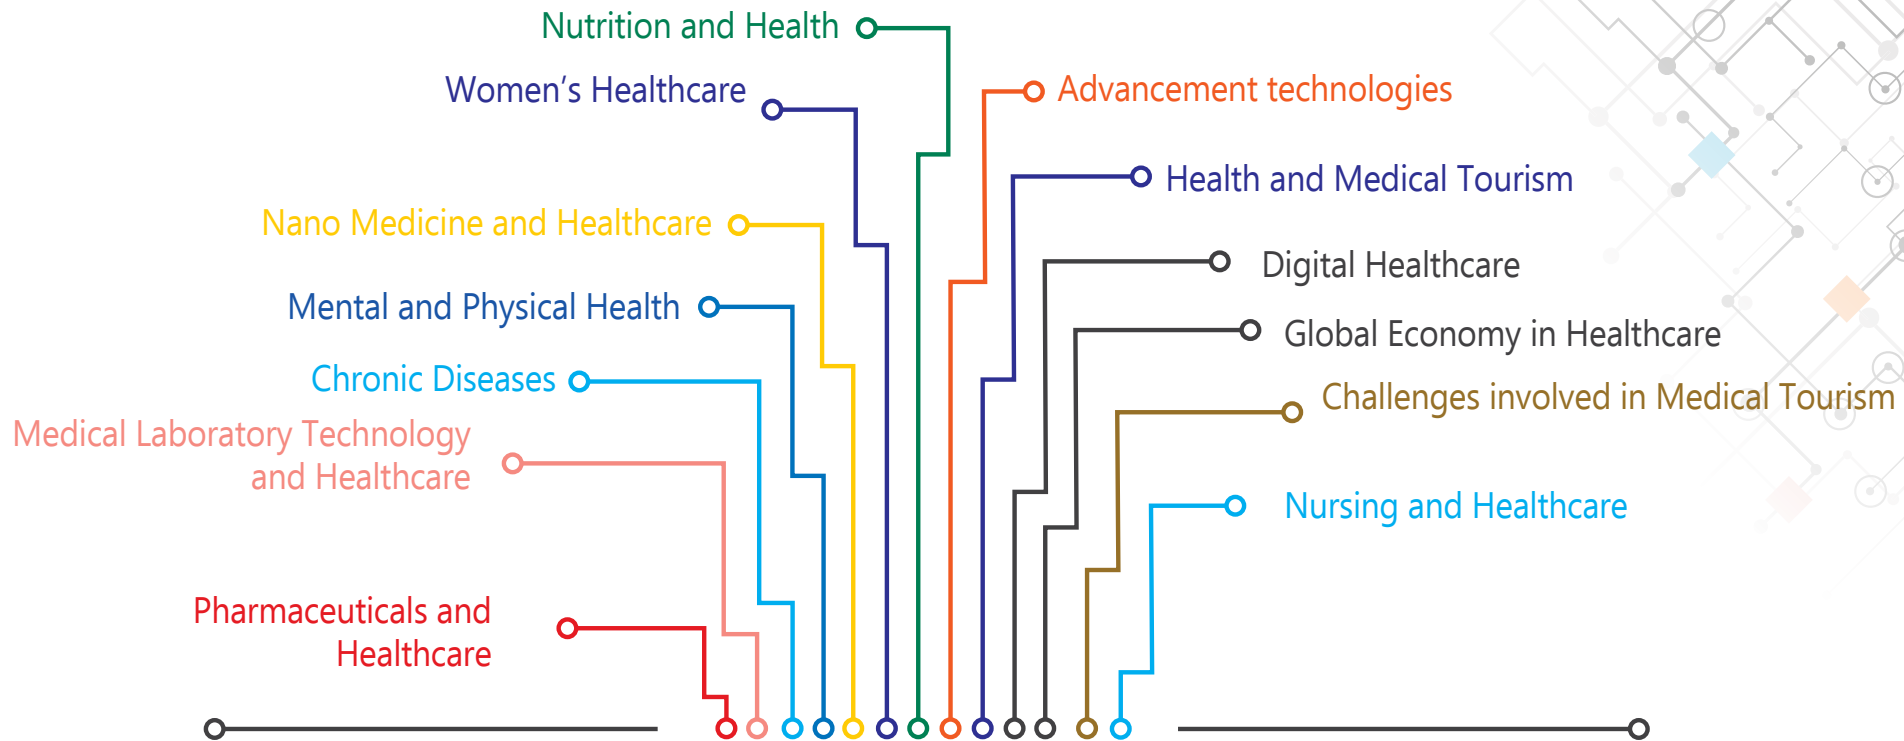 Nutrition and Health
Women’s Healthcare
Nano Medicine and Healthcare
Mental and Physical Health
Chronic Diseases
Medical Laboratory Technology
and Healthcare
Pharmaceuticals and
Healthcare
Advancement technologies
Health and Medical Tourism
Digital Healthcare
Global Economy in Healthcare
Challenges involved in Medical Tourism
Nursing and Healthcare